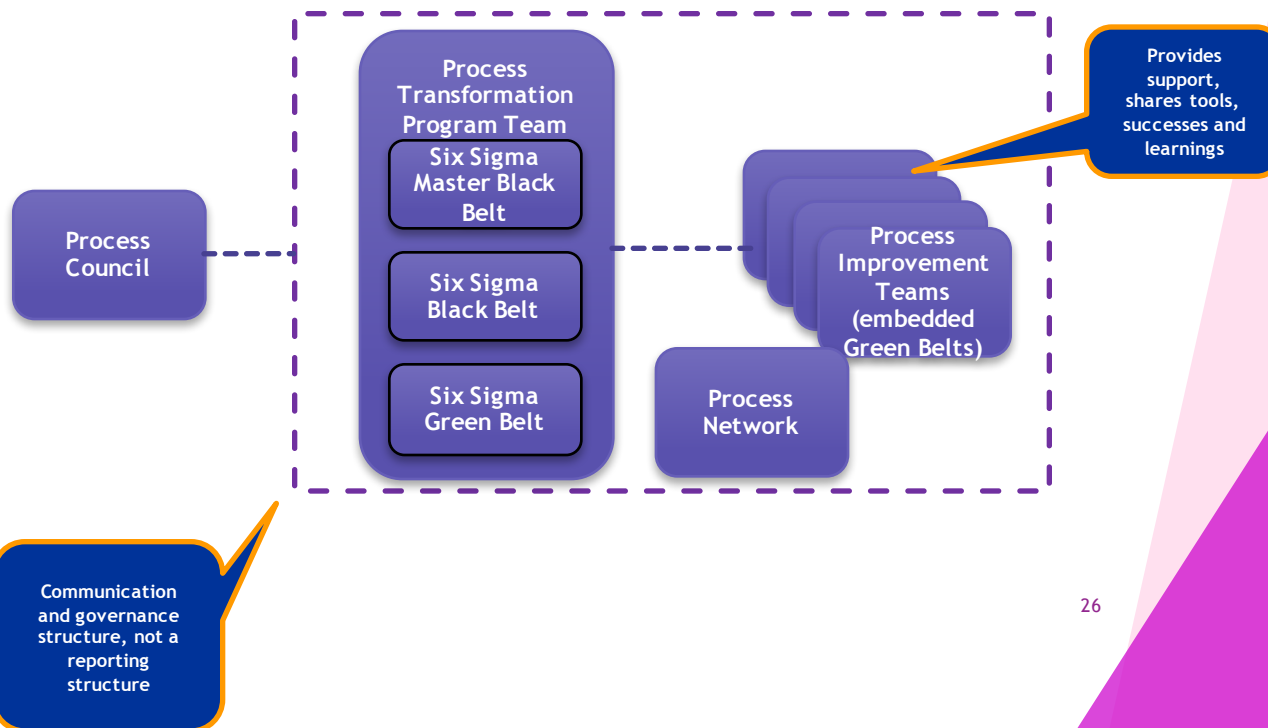 Process
Council
Process
Transformation
Program Team
Six Sigma
Master Black
Belt
Six Sigma
Black Belt
Six Sigma
Green Belt
Process
Improvement
Teams
(embedded
Green Belts)
Process
Network
Provides
support,
shares tools,
successes and
learnings
Communication
and governance
structure, not a
reporting
structure
26